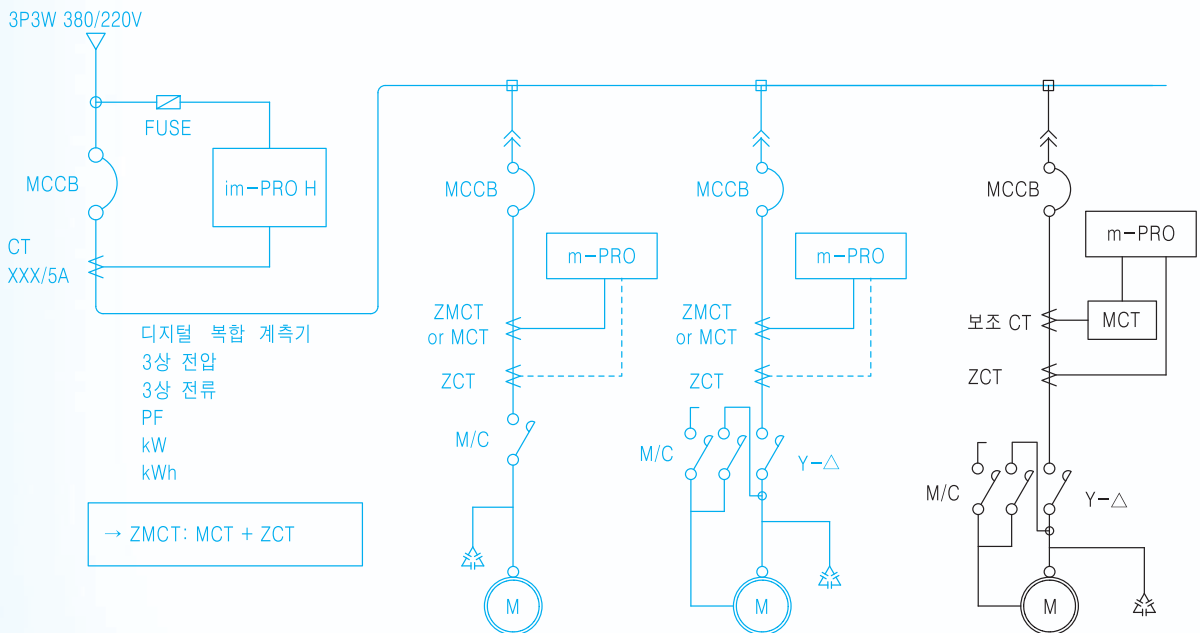 3P3W 380/220V
FUSE
MCCB
im-PRO H
CT
XXX/5A
디지털 복합 계측기
3상 전압
3상 전류
PF
kW
kWh
→ ZMCT: MCT + ZCT
MCCB
m-PRO
ZMCT
or MCT
ZCT
M/C
M
MCCB
m-PRO
ZMCT
or MCT
ZCT
M/C
Y-△
M
MCCB
m-PRO
보조 CT
MCT
ZCT
M/C
Y-△
M